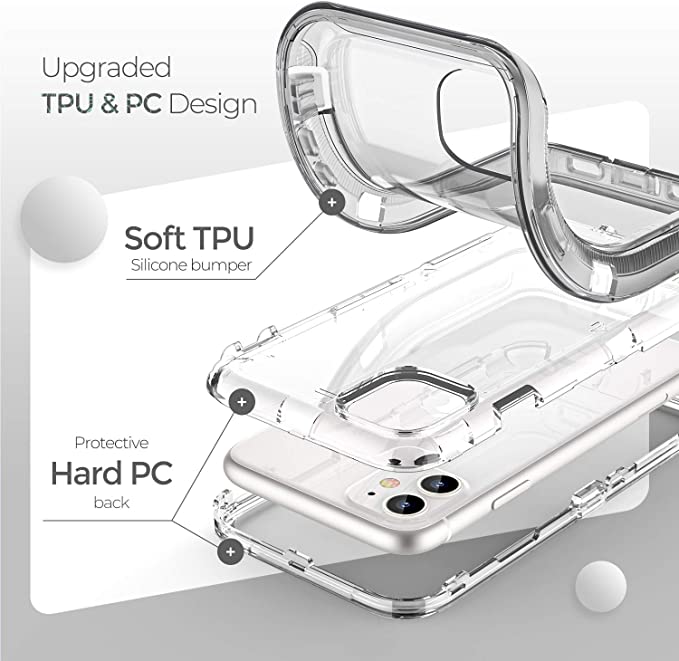 Upgraded
TPU & PC Design
Soft TPU
Silicone bumper
Protective
Hard PC
back